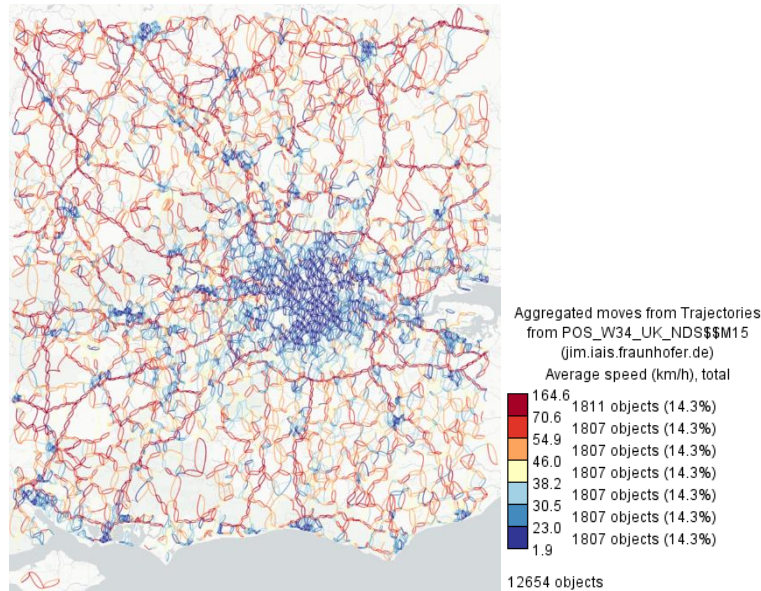 Aggregated moves from Trajectories
from POS_W34_UK_NDS$$M15
(jim.iais.fraunhofer.de)
Average speed (km/h), total
164.6
1811 objects (14.3%)
70.6
1807 objects (14.3%)
54.9
1807 objects (14.3%)
46.0
1807 objects (14.3%)
38.2
1807 objects (14.3%)
30.5
1807 objects (14.3%)
23.0
1807 objects (14.3%)
1.9
12654 objects